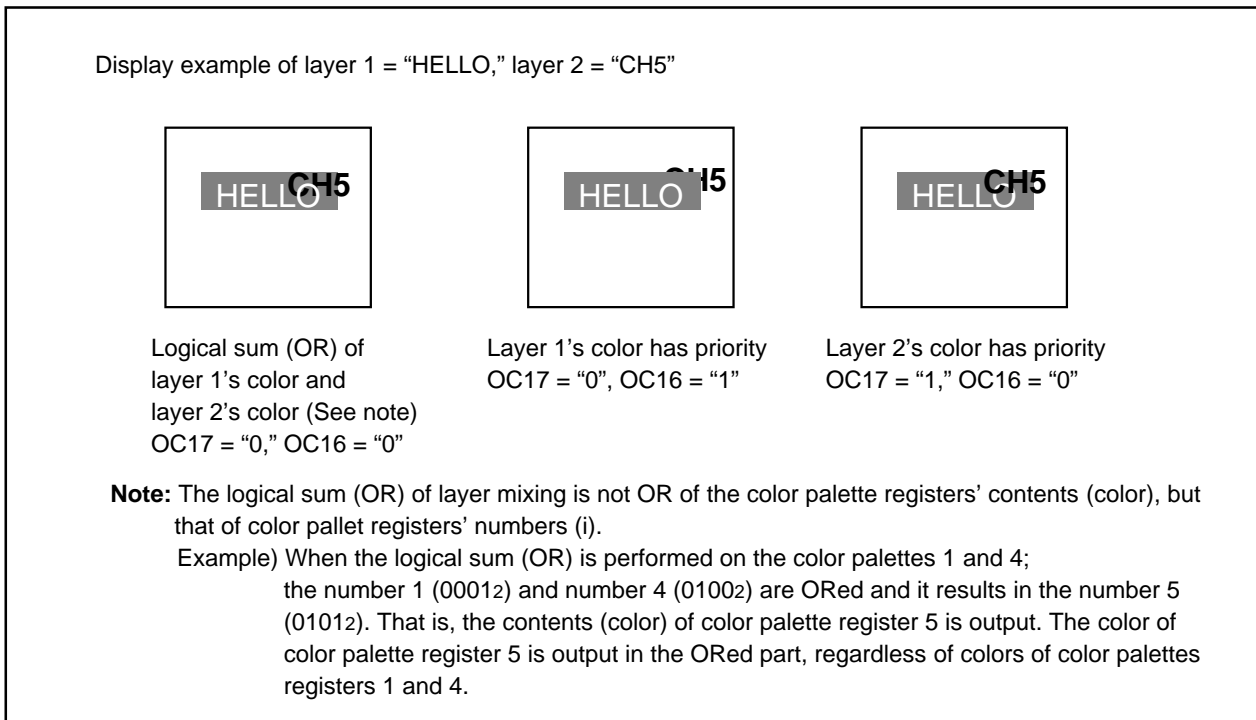 Display example of layer 1 = “HELLO,” layer 2 = “CH5”
HELLO CH5
HELLO H5
HELLO CH5
Logical sum (OR) of
layer 1’s color and
layer 2’s color (See note)
OC17 = “0,” OC16 = “0”
Layer 1’s color has priority
OC17 = “0”, OC16 = “1”
Layer 2’s color has priority
OC17 = “1,” OC16 = “0”
Note: The logical sum (OR) of layer mixing is not OR of the color palette registers’ contents (color), but
that of color pallet registers’ numbers (i).
Example) When the logical sum (OR) is performed on the color palettes 1 and 4;
the number 1 (00012) and number 4 (01002) are ORed and it results in the number 5
(01012). That is, the contents (color) of color palette register 5 is output. The color of
color palette register 5 is output in the ORed part, regardless of colors of color palettes
registers 1 and 4.